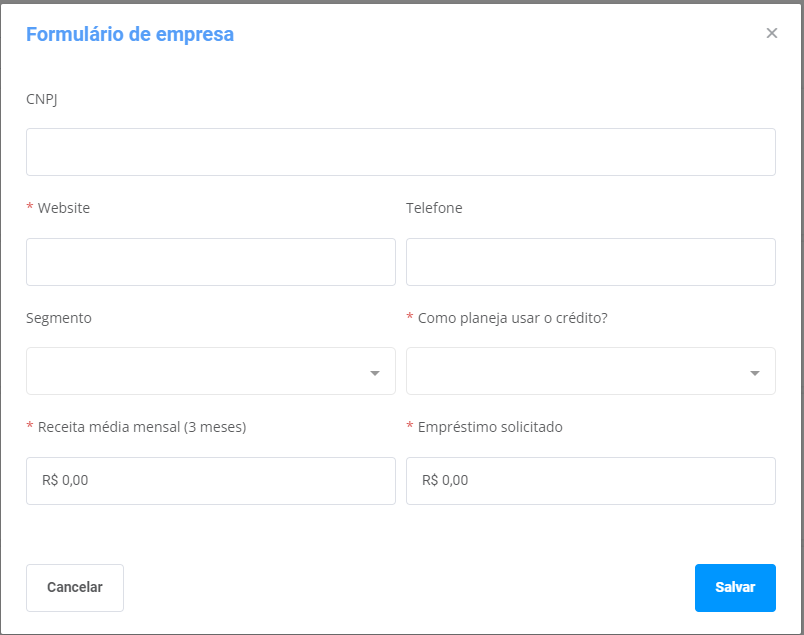 Formulário de empresa
CNPJ
* Website
Telefone
Segmento
* Como planeja usar o crédito?
* Receita média mensal (3 meses)
* Empréstimo solicitado
R$ 0,00
R$ 0,00
Cancelar
Salvar